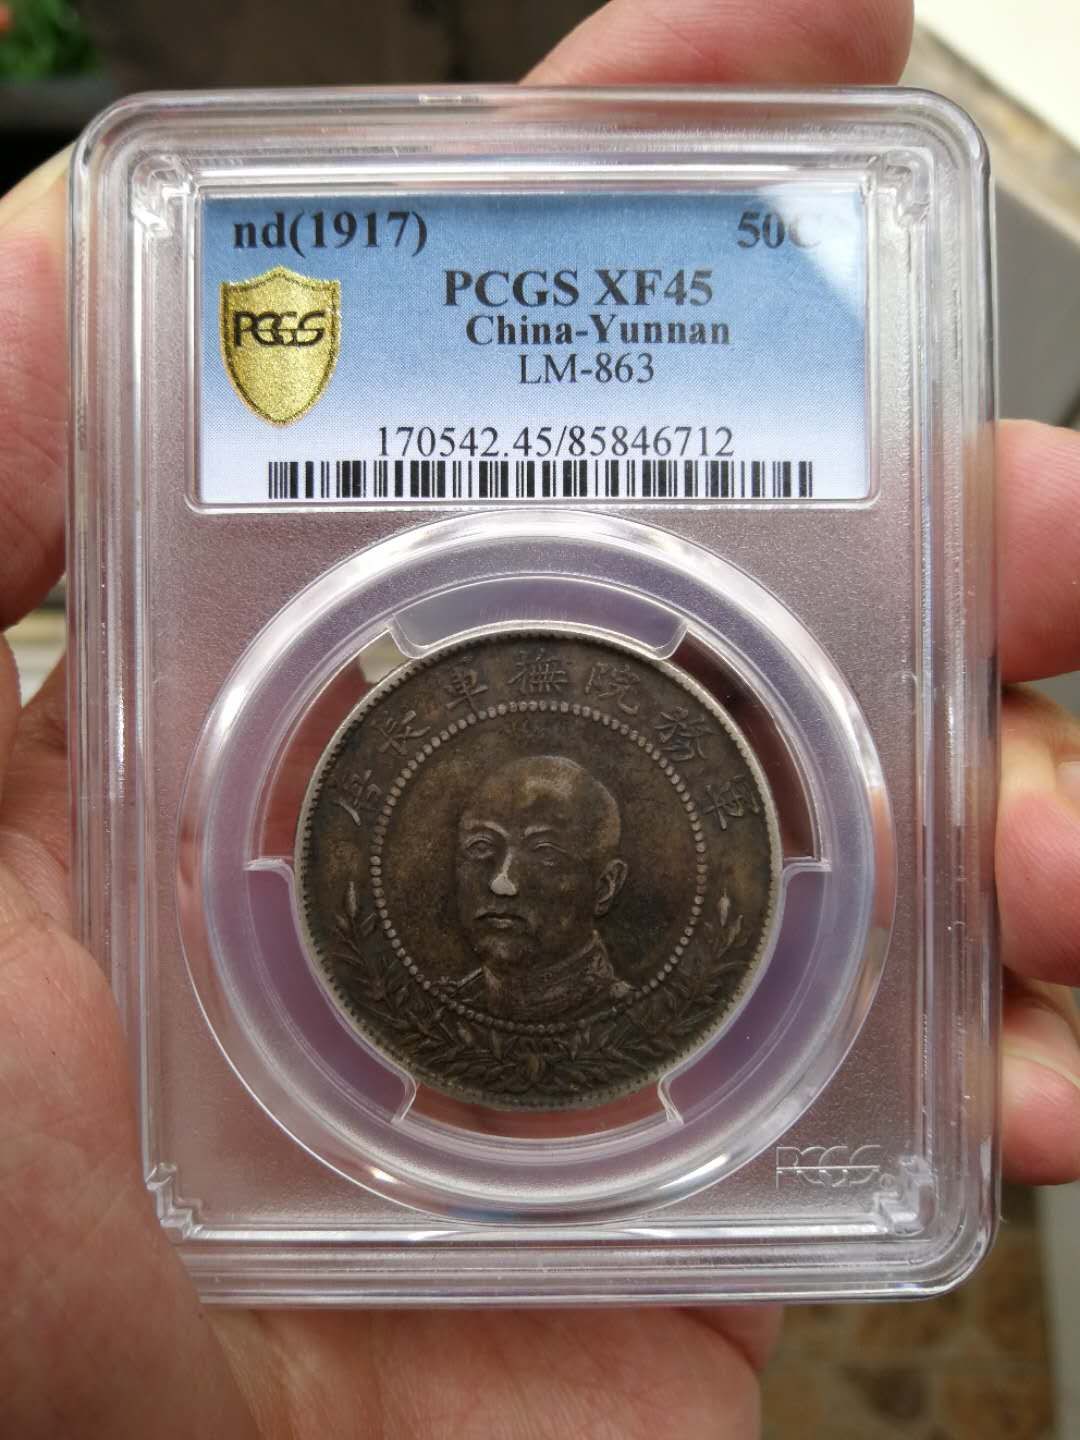 nd(1917) 50C
PCGS XF45
PCGS
China-Yunnan
LM-863
170542.45/85846712
軍務院撫軍長唐
PCGS